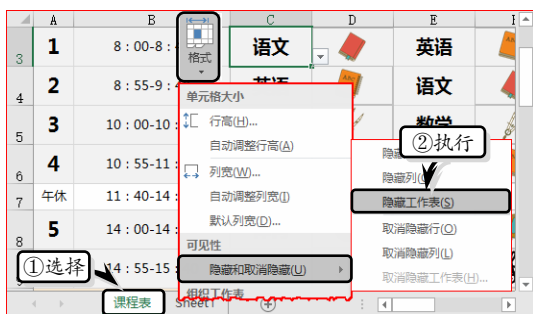 A B C D E
3 1 8：00-8： 语文 英语
格式
4 2 8：55-9：4 语文
5 3 10：00-10： 数学
6 4 10：55-11：
7 午休 11：40-14：
8 5 14：00-14：
14：55-15：
单元格大小
行高(H)...
自动调整行高(A)
列宽(W)...
自动调整列宽(I)
默认列宽(D)...
可见性
隐藏和取消隐藏(U)
组织工作表
②执行
隐藏列(C)
隐藏工作表(S)
取消隐藏行(O)
取消隐藏列(L)
取消隐藏工作表(H)...
①选择
课程表 Sheet1